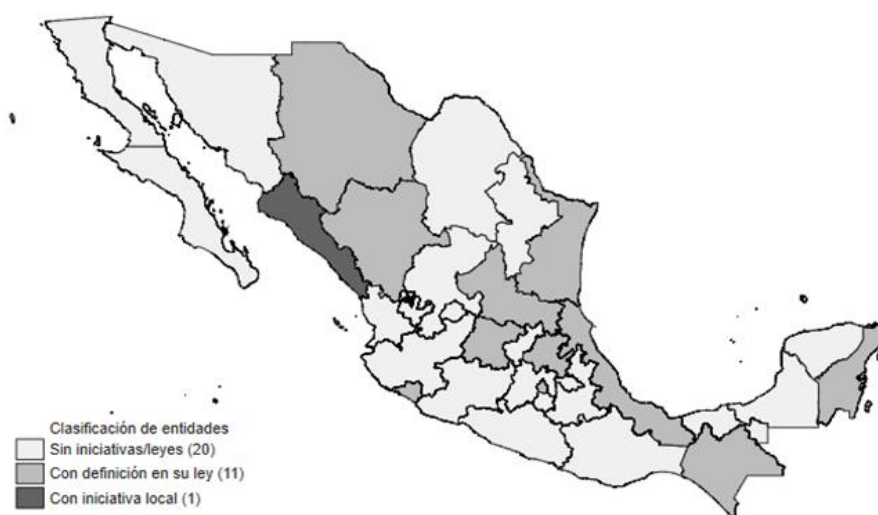 Clasificación de entidades
Sin iniciativas/leyes (20)
Con definición en su ley (11)
Con iniciativa local (1)